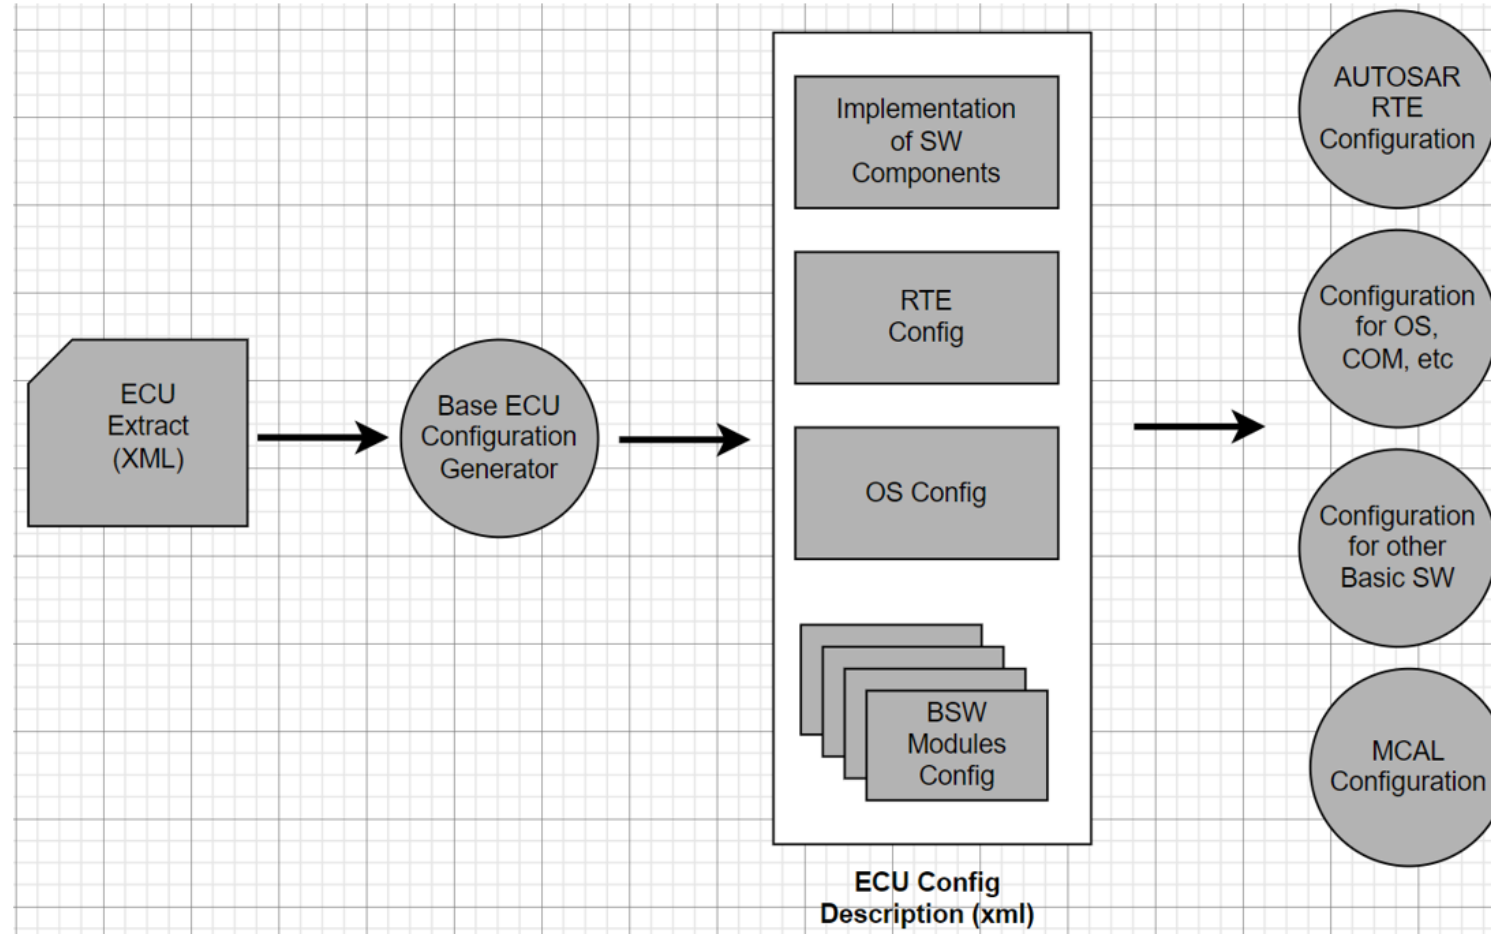 ECU
Extract
(XML)
Base ECU
Configuration
Generator
Implementation
of SW
Components
RTE
Config
OS Config
BSW
Modules
Config
ECU Config
Description (xml)
AUTOSAR
RTE
Configuration
Configuration
for OS,
COM, etc
Configuration
for other
Basic SW
MCAL
Configuration